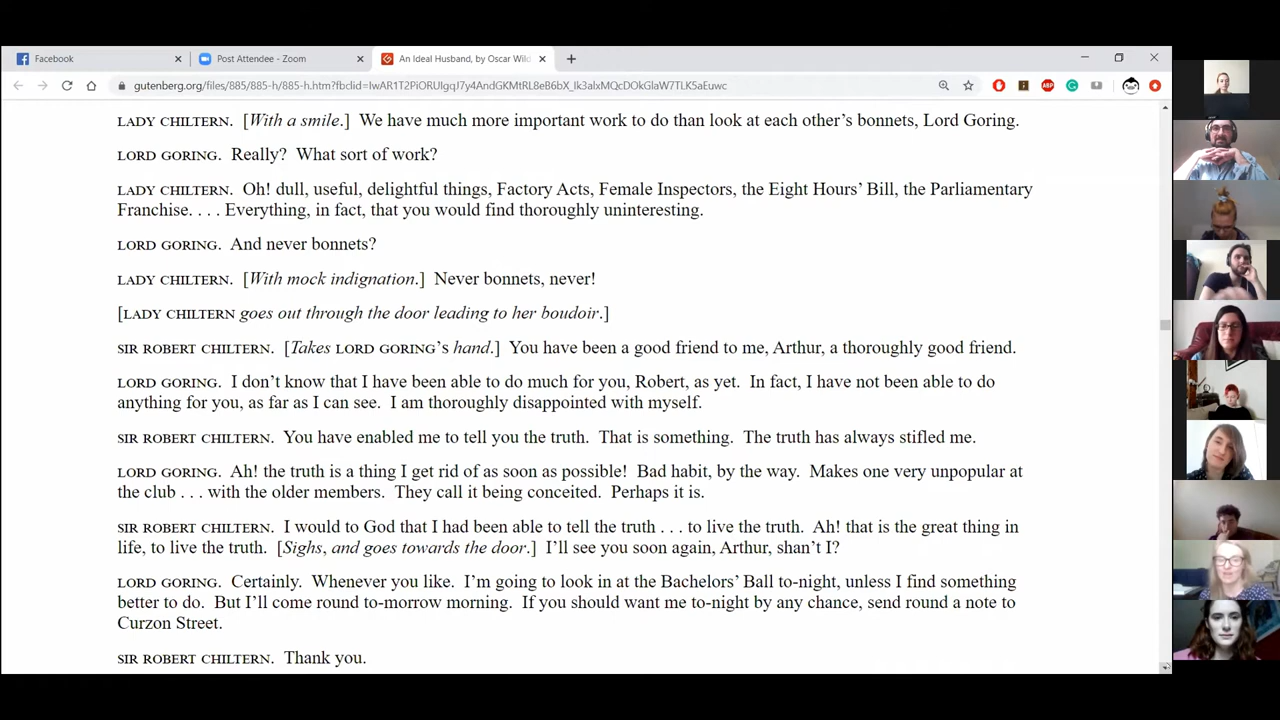 Facebook
Post Attendee - Zoom
An Ideal Husband, by Oscar Wild
gutenberg.org/files/885/885-h/885-h.htm?fbclid=
LADY CHILTERN. [With a smile.] We have much more important work to do than look at each other’s bonnets, Lord Goring.
LORD GORING. Really? What sort of work?
LADY CHILTERN. Oh! dull, useful, delightful things, Factory Acts, Female Inspectors, the Eight Hours’ Bill, the Parliamentary
Franchise. . . . Everything, in fact, that you would find thoroughly uninteresting.
LORD GORING. And never bonnets?
LADY CHILTERN. [With mock indignation.] Never bonnets, never!
[LADY CHILTERN goes out through the door leading to her boudoir.]
SIR ROBERT CHILTERN. [Takes LORD GORING’s hand.] You have been a good friend to me, Arthur, a thoroughly good friend.
LORD GORING. I don’t know that I have been able to do much for you, Robert, as yet. In fact, I have not been able to do
anything for you, as far as I can see. I am thoroughly disappointed with myself.
SIR ROBERT CHILTERN. You have enabled me to tell you the truth. That is something. The truth has always stifled me.
LORD GORING. Ah! the truth is a thing I get rid of as soon as possible! Bad habit, by the way. Makes one very unpopular at
the club . . . with the older members. They call it being conceited. Perhaps it is.
SIR ROBERT CHILTERN. I would to God that I had been able to tell the truth . . . to live the truth. Ah! that is the great thing in
life, to live the truth. [Sighs, and goes towards the door.] I’ll see you soon again, Arthur, shan’t I?
LORD GORING. Certainly. Whenever you like. I’m going to look in at the Bachelors’ Ball to-night, unless I find something
better to do. But I’ll come round to-morrow morning. If you should want me to-night by any chance, send round a note to
Curzon Street.
SIR ROBERT CHILTERN. Thank you.